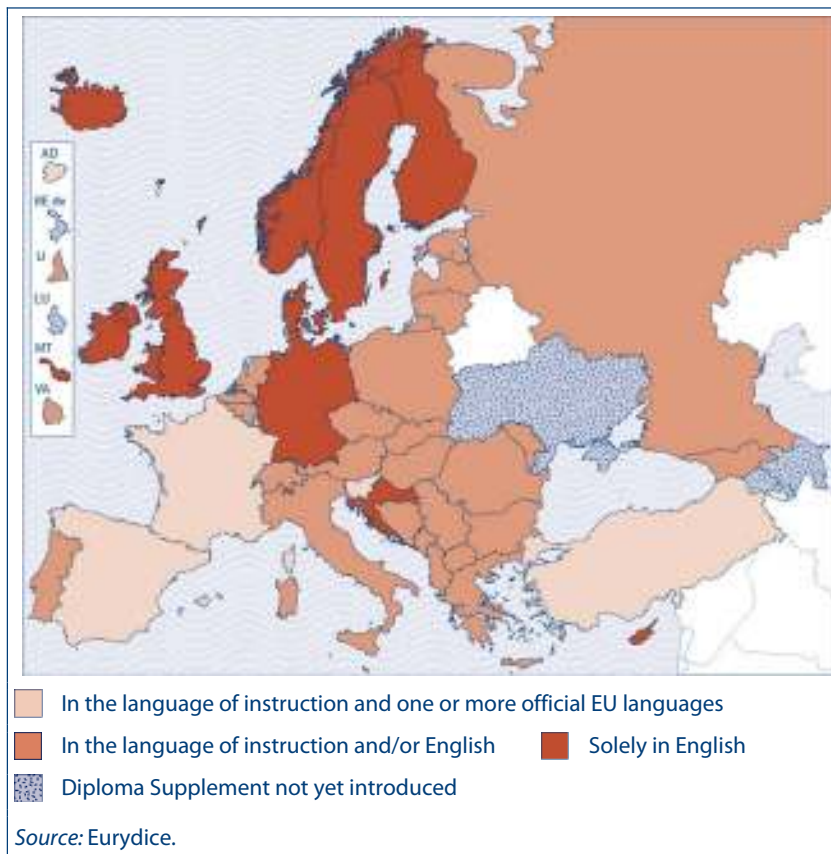 AD
BE de
LI
LU
MT
VA
In the language of instruction and one or more official EU languages
In the language of instruction and/or English Solely in English
Diploma Supplement not yet introduced
Source: Eurydice.